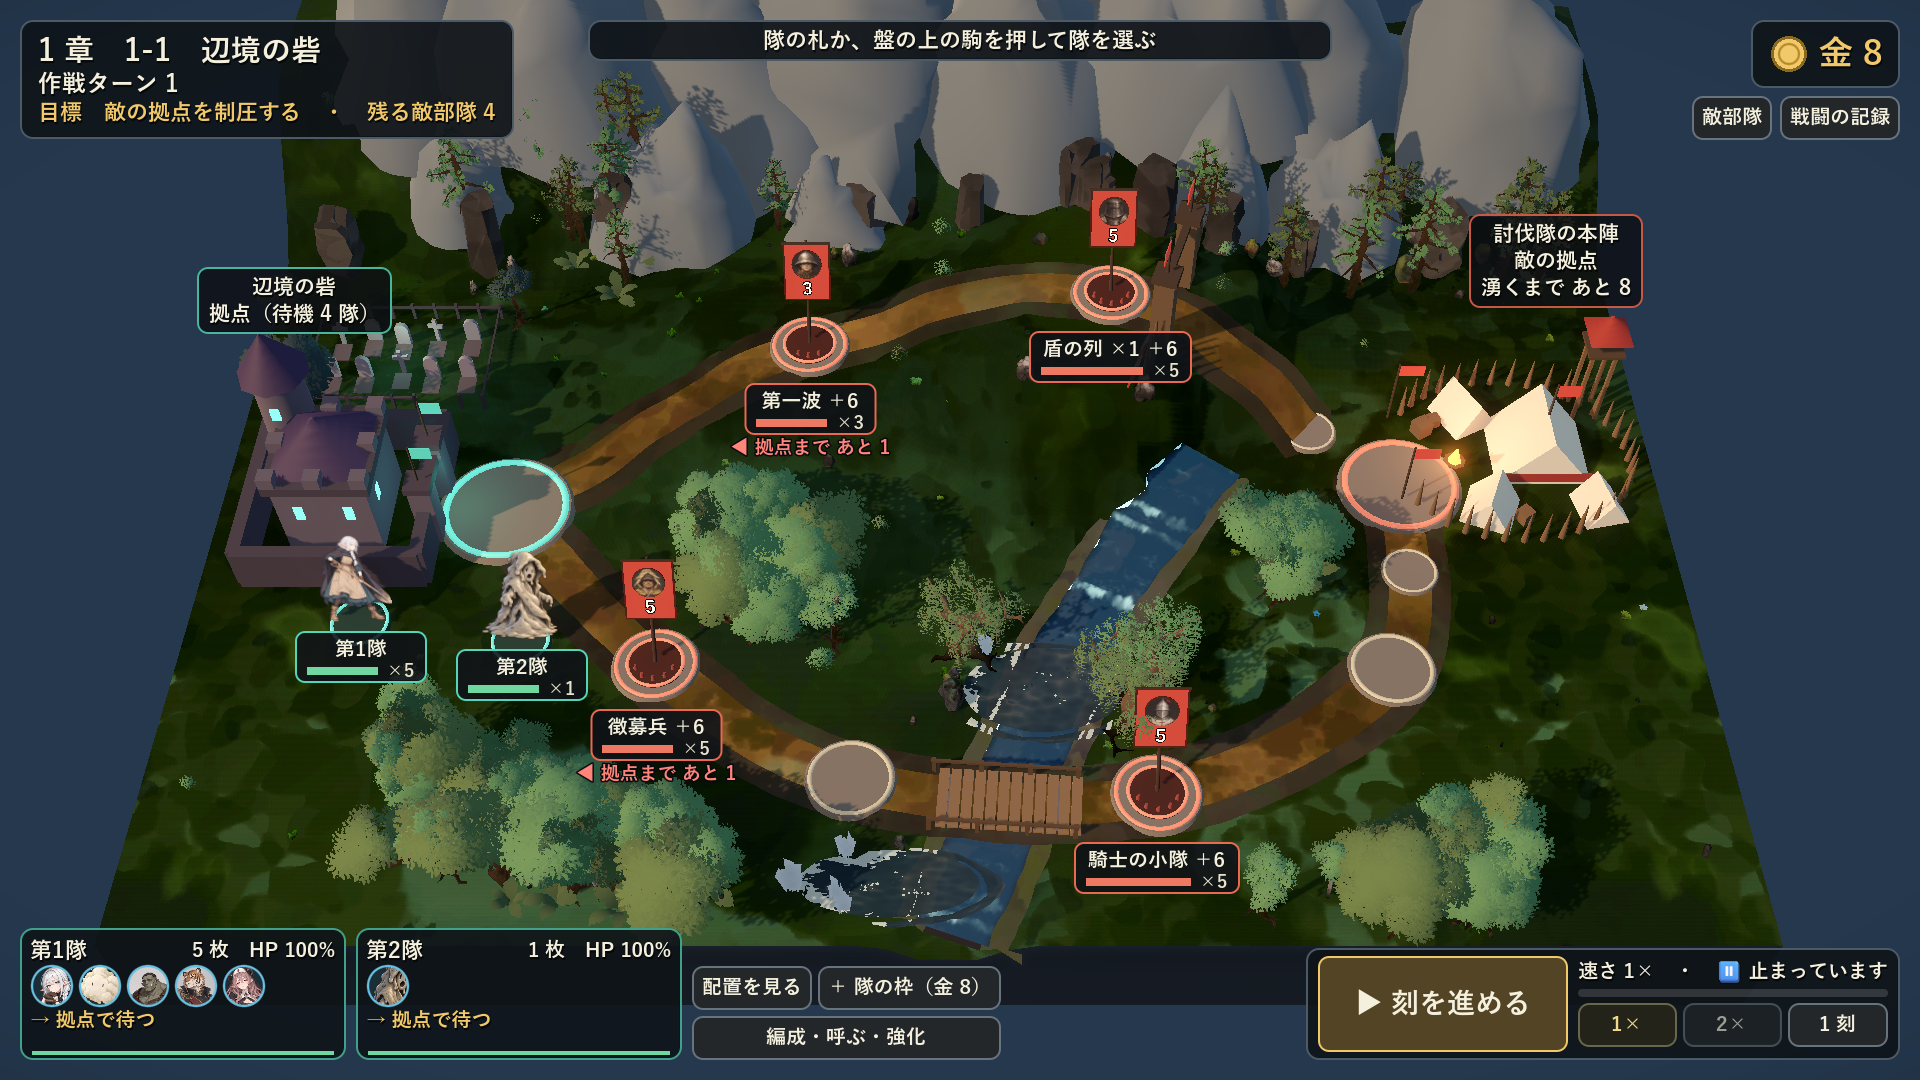 1 章　1-1　辺境の砦
作戦ターン 1
目標　敵の拠点を制圧する　・　残る敵部隊 4
隊の札か、盤の上の駒を押して隊を選ぶ
金 8
敵部隊
戦闘の記録
5
3
討伐隊の本陣
敵の拠点
湧くまで あと 8
辺境の砦
拠点（待機 4 隊）
盾の列 ×1 +6
×5
第一波 +6
×3
◀ 拠点まで あと 1
5
第1隊
×5
第2隊
×1
徴募兵 +6
×5
◀ 拠点まで あと 1
5
騎士の小隊 +6
×5
第1隊　5 枚　HP 100%
→ 拠点で待つ
第2隊　1 枚　HP 100%
→ 拠点で待つ
配置を見る
+ 隊の枠（金 8）
編成・呼ぶ・強化
▶ 刻を進める
速さ 1×　・　⏸ 止まっています
1×
2×
1 刻